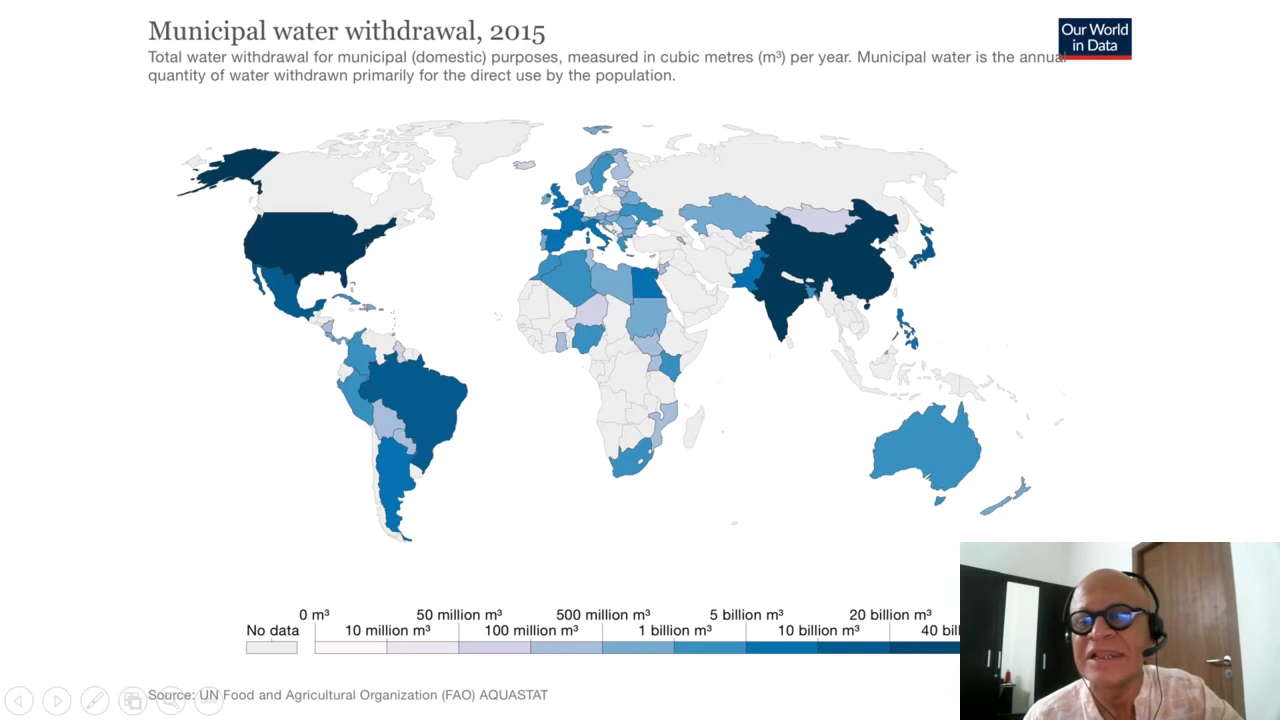 Municipal water withdrawal, 2015
Our World
in Data
Total water withdrawal for municipal (domestic) purposes, measured in cubic metres (m³) per year. Municipal water is the annual
quantity of water withdrawn primarily for the direct use by the population.
0 m³ 50 million m³ 500 million m³ 5 billion m³ 20 billion m³
No data 10 million m³ 100 million m³ 1 billion m³ 10 billion m³ 40
Source: UN Food and Agricultural Organization (FAO) AQUASTAT